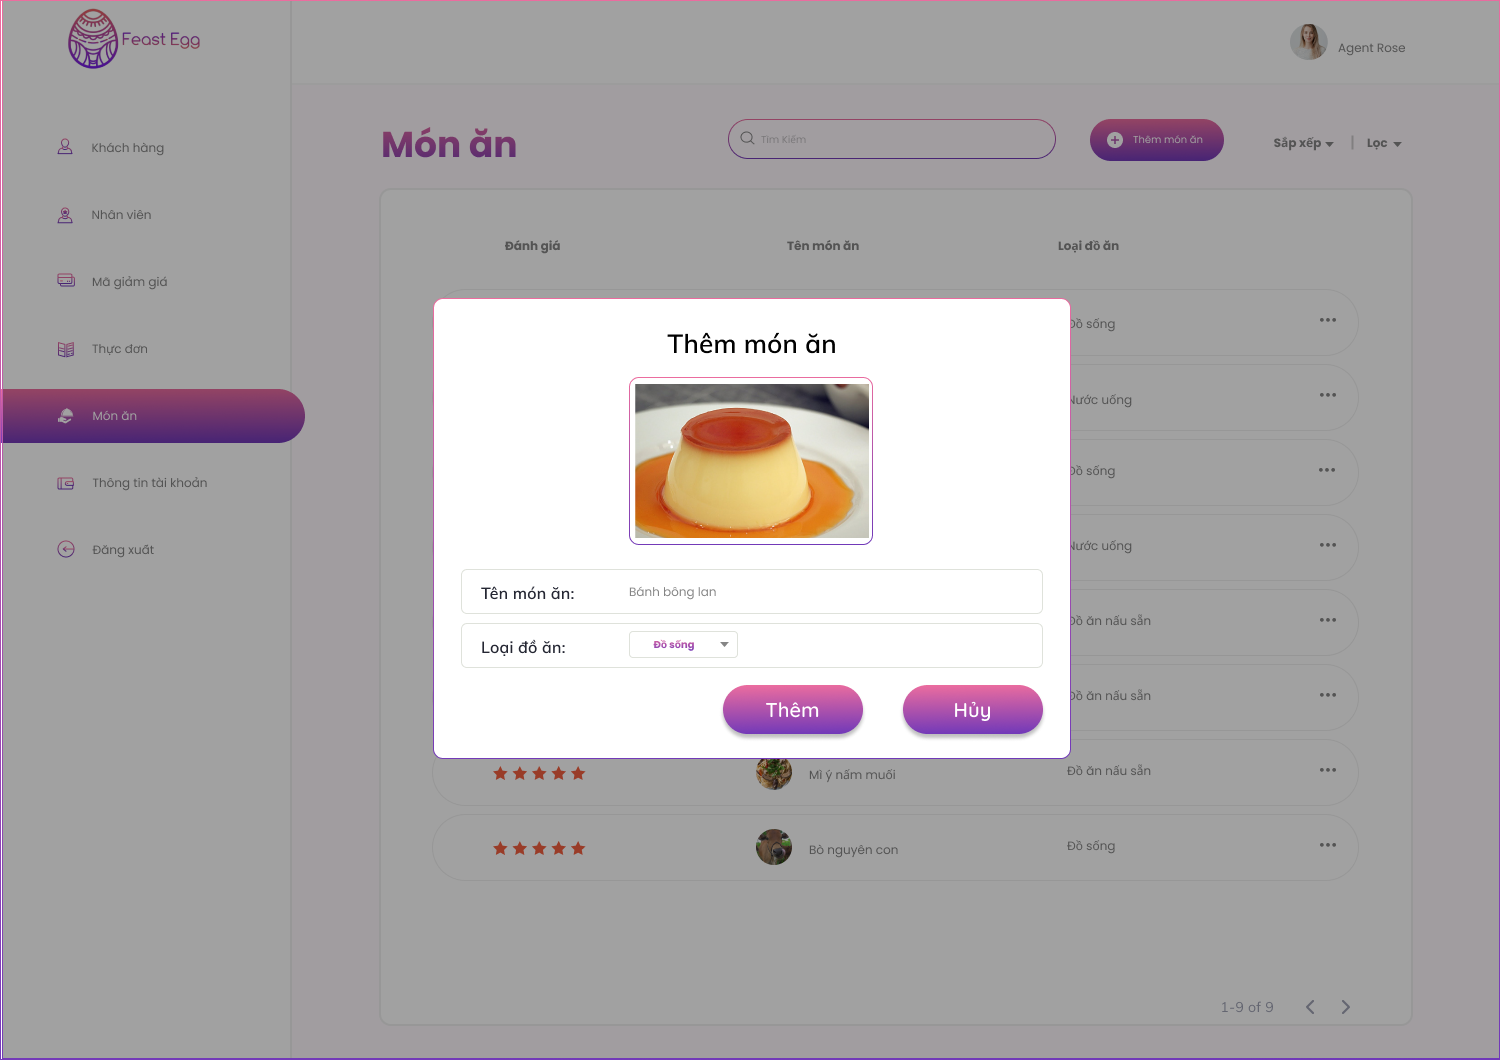 Feast Egg
Agent Rose
Khách hàng
Nhân viên
Mã giảm giá
Thực đơn
Món ăn
Thông tin tài khoản
Đăng xuất
Món ăn
Tìm Kiếm
Thêm món ăn
Sắp xếp
Lọc
Đánh giá
Tên món ăn
Loại đồ ăn
Đồ sống
Nước uống
Đồ sống
Nước uống
Đồ ăn nấu sẵn
Đồ ăn nấu sẵn
Thêm món ăn
Tên món ăn:
Bánh bông lan
Loại đồ ăn:
Đồ sống
Thêm
Hủy
Mì ý nấm muối
Đồ ăn nấu sẵn
Bò nguyên con
Đồ sống
1-9 of 9